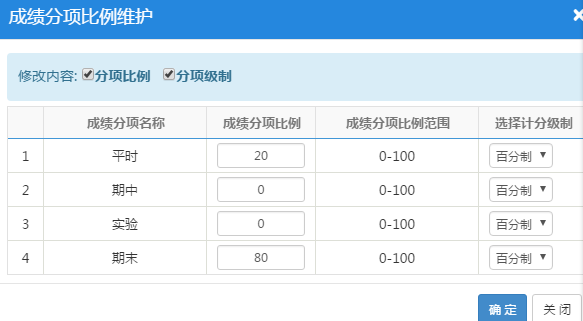 成绩分项比例维护
修改内容: 分项比例 分项级制
成绩分项名称 成绩分项比例 成绩分项比例范围 选择计分级制
1 平时 20 0-100 百分制
2 期中 0 0-100 百分制
3 实验 0 0-100 百分制
4 期末 80 0-100 百分制
确定 关闭